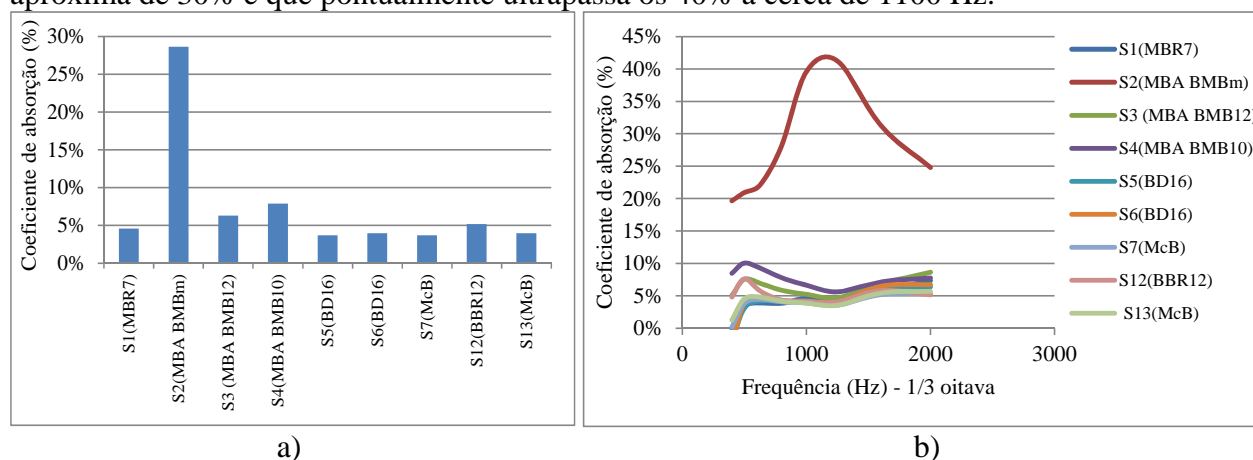 aproxima de 30% e que pontualmente ultrapassa os 40% a cerca de 1100 Hz.
Coeficiente de absorção (%)
30%
25%
20%
15%
10%
5%
0%
S1(MBR7)
S2(MBA BMBm)
S3 (MBA BMB12)
S4(MBA BMB10)
S5(BD16)
S6(BD16)
S7(McB)
S12(BBR12)
S13(McB)
a)
Coeficiente de absorção (%)
45%
40%
35%
30%
25%
20%
15%
10%
5%
0%
0
1000
2000
3000
Frequência (Hz) - 1/3 oitava
S1(MBR7)
S2(MBA BMBm)
S3 (MBA BMB12)
S4(MBA BMB10)
S5(BD16)
S6(BD16)
S7(McB)
S12(BBR12)
S13(McB)
b)